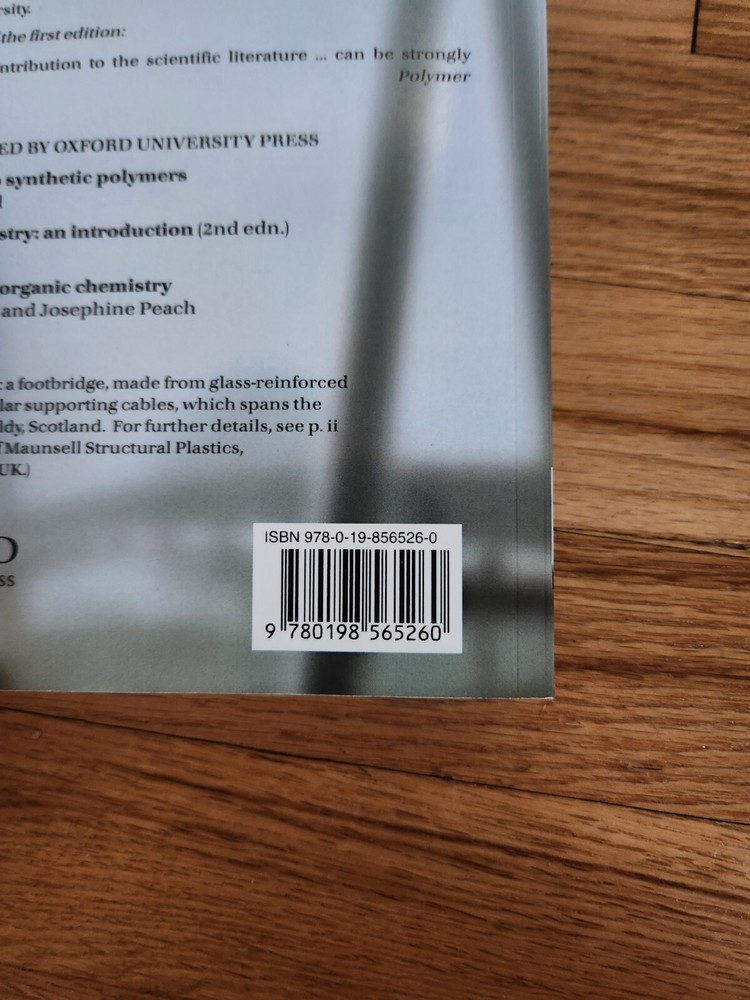 rsity.
the first edition:
ntribution to the scientific literature ... can be strongly
Polymer
ED BY OXFORD UNIVERSITY PRESS
synthetic polymers
stry: an introduction (2nd edn.)
organic chemistry
and Josephine Peach
: a footbridge, made from glass-reinforced
lar supporting cables, which spans the
ldy, Scotland. For further details, see p. ii
f Maunsell Structural Plastics,
UK.)
D
SS
ISBN 978-0-19-856526-0
9 780198 565260